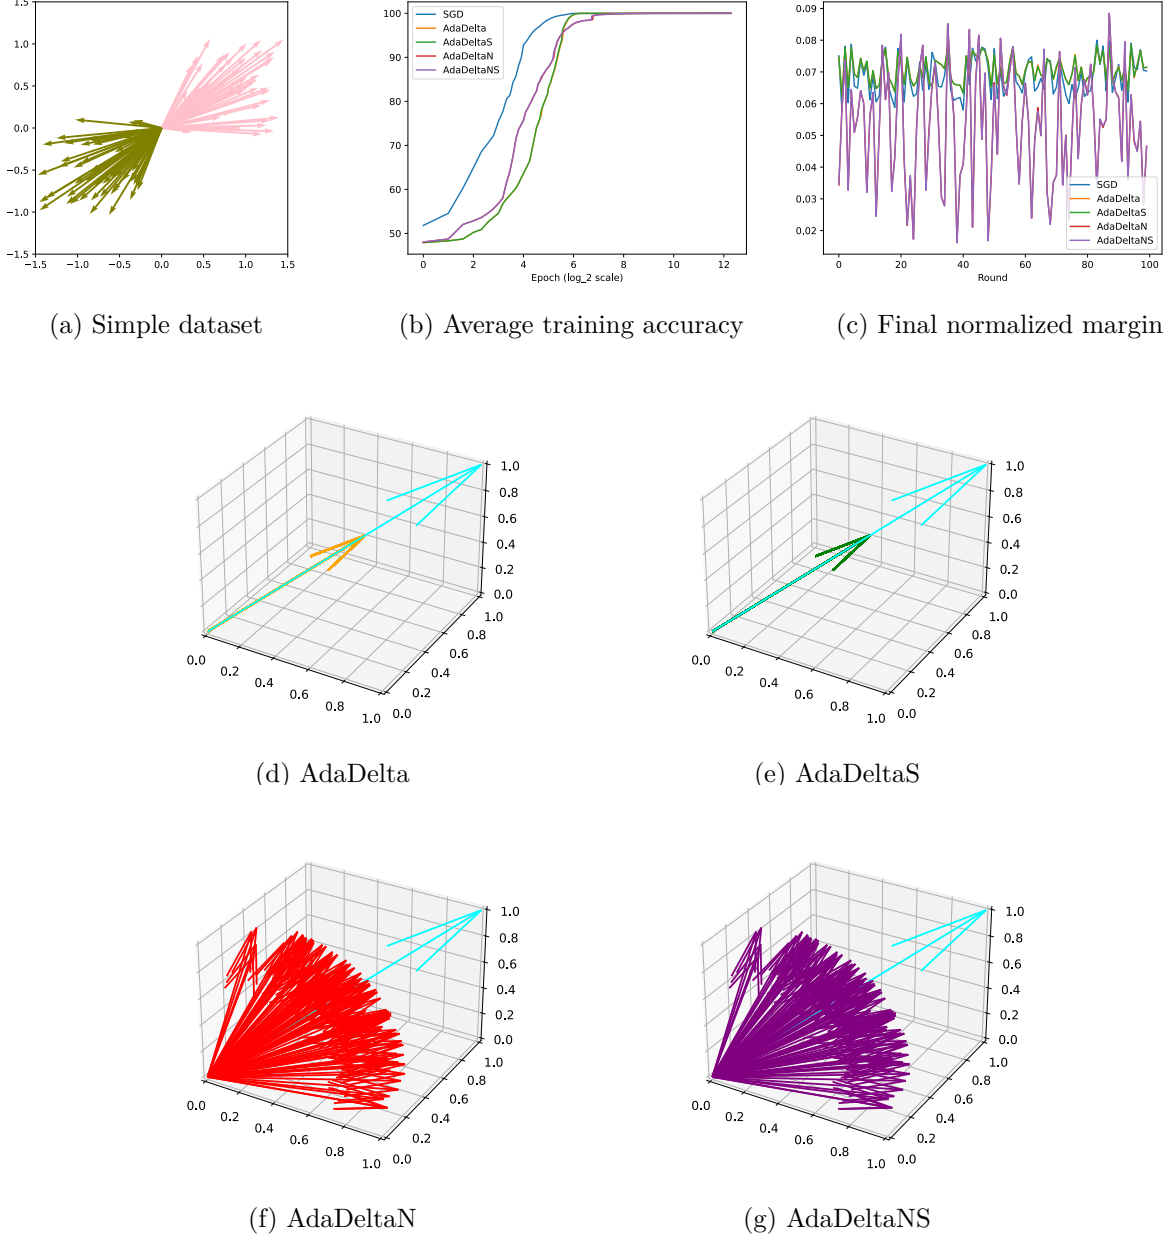 1.5
1.0
0.5
0.0
−0.5
−1.0
−1.5
−1.5 −1.0 −0.5 0.0 0.5 1.0 1.5
(a) Simple dataset
100
90
80
70
60
50
SGD
AdaDelta
AdaDeltaS
AdaDeltaN
AdaDeltaNS
0 2 4 6 8 10 12
Epoch (log_2 scale)
(b) Average training accuracy
0.09
0.08
0.07
0.06
0.05
0.04
0.03
0.02
SGD
AdaDelta
AdaDeltaS
AdaDeltaN
AdaDeltaNS
0 20 40 60 80 100
Round
(c) Final normalized margin
0.0 0.2 0.4 0.6 0.8 1.0
0.0 0.2 0.4 0.6 0.8 1.0
0.0 0.2 0.4 0.6 0.8 1.0
(d) AdaDelta
0.0 0.2 0.4 0.6 0.8 1.0
0.0 0.2 0.4 0.6 0.8 1.0
0.0 0.2 0.4 0.6 0.8 1.0
(e) AdaDeltaS
0.0 0.2 0.4 0.6 0.8 1.0
0.0 0.2 0.4 0.6 0.8 1.0
0.0 0.2 0.4 0.6 0.8 1.0
(f) AdaDeltaN
0.0 0.2 0.4 0.6 0.8 1.0
0.0 0.2 0.4 0.6 0.8 1.0
0.0 0.2 0.4 0.6 0.8 1.0
(g) AdaDeltaNS